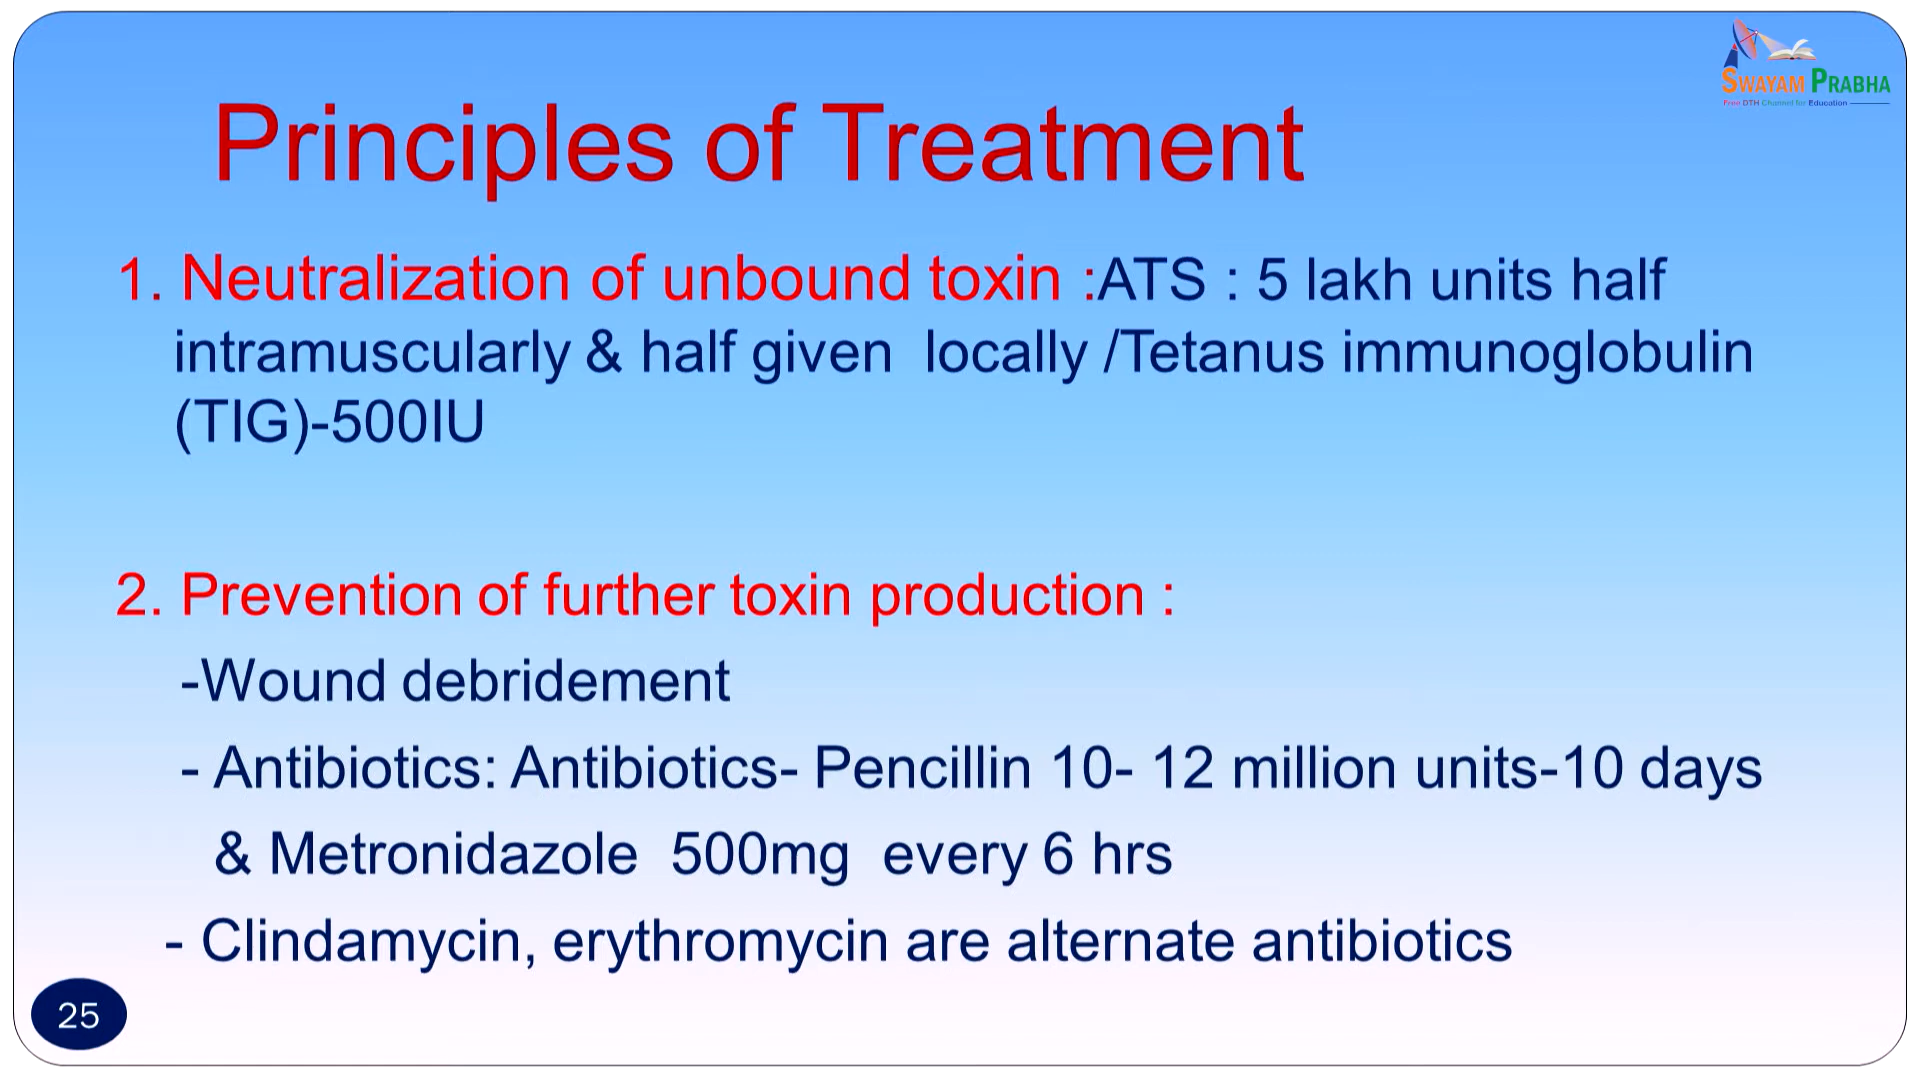 SWAYAM PRABHA
Free DTH Channel for Education
Principles of Treatment
1. Neutralization of unbound toxin :ATS : 5 lakh units half
intramuscularly & half given locally /Tetanus immunoglobulin
(TIG)-500IU
2. Prevention of further toxin production :
-Wound debridement
- Antibiotics: Antibiotics- Pencillin 10- 12 million units-10 days
& Metronidazole 500mg every 6 hrs
- Clindamycin, erythromycin are alternate antibiotics
25